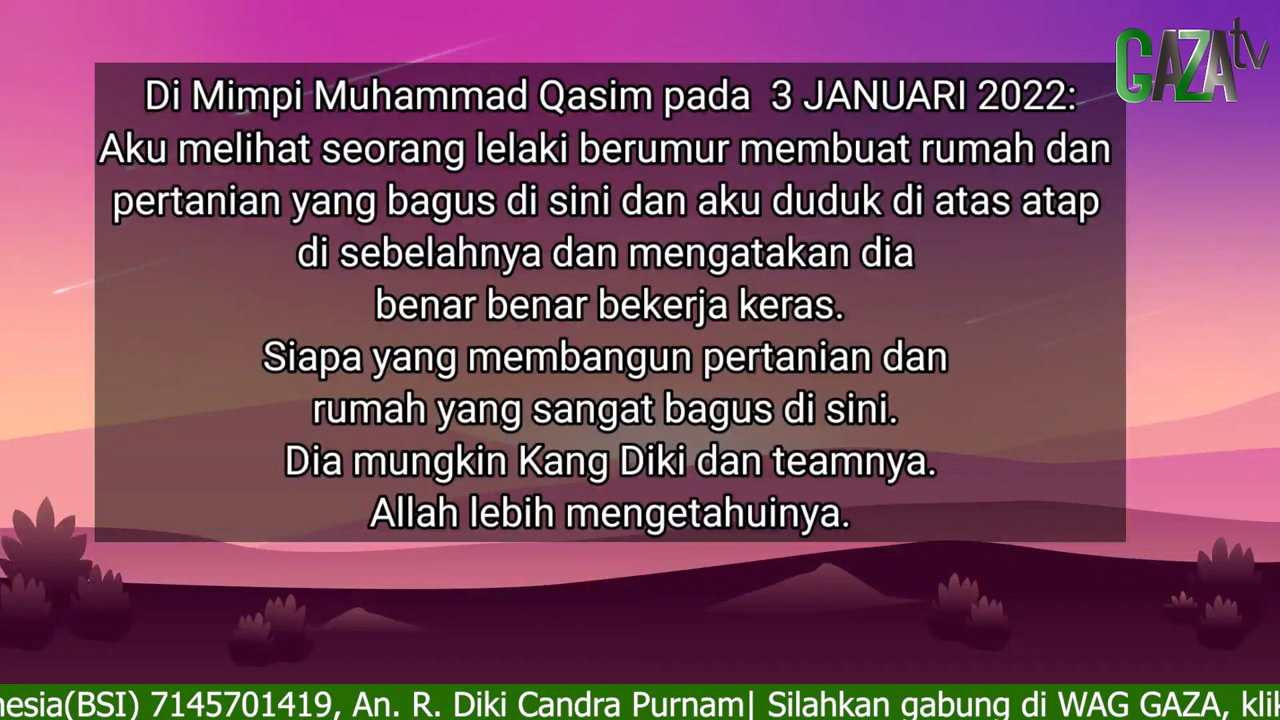 GAZA tv
Di Mimpi Muhammad Qasim pada 3 JANUARI 2022:
Aku melihat seorang lelaki berumur membuat rumah dan
pertanian yang bagus di sini dan aku duduk di atas atap
di sebelahnya dan mengatakan dia
benar benar bekerja keras.
Siapa yang membangun pertanian dan
rumah yang sangat bagus di sini.
Dia mungkin Kang Diki dan teamnya.
Allah lebih mengetahuinya.
nesia(BSI) 7145701419, An. R. Diki Candra Purnam| Silahkan gabung di WAG GAZA, klik